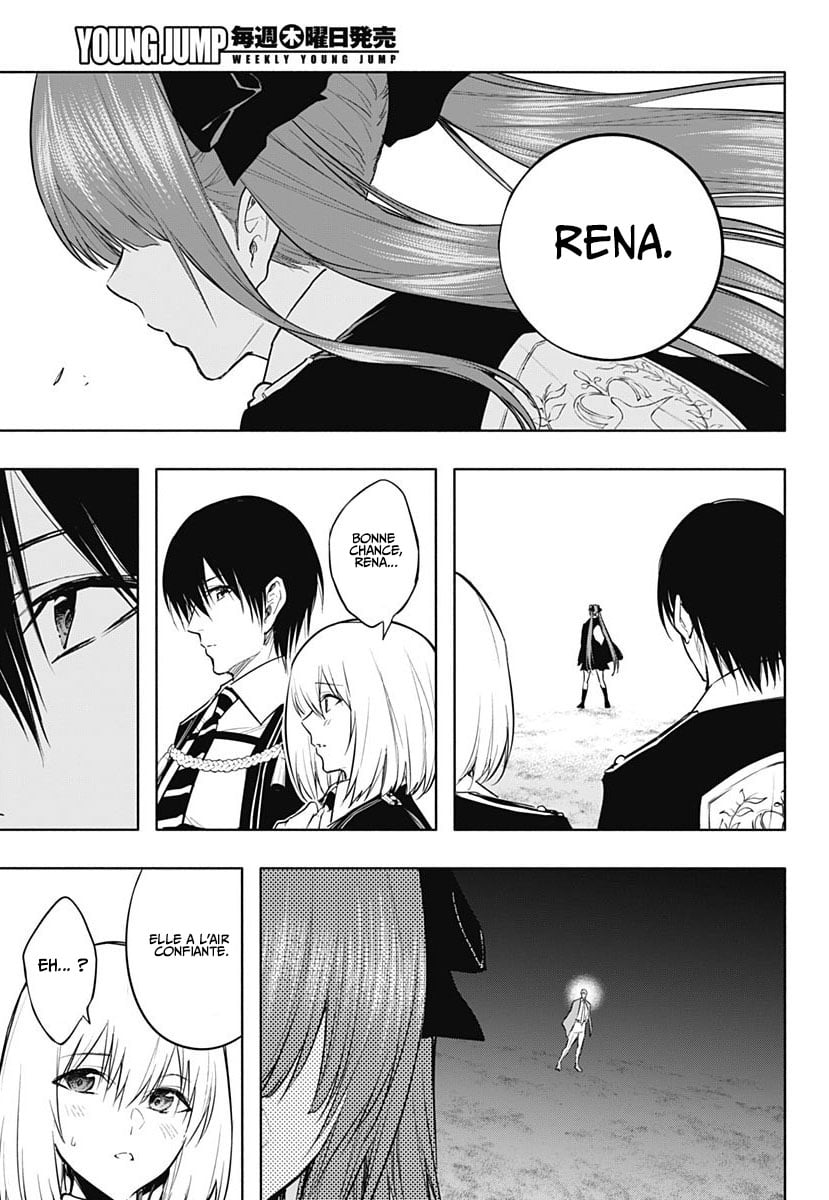 YOUNG JUMP 毎週木曜日発売
WEEKLY YOUNG JUMP
RENA.
BONNE
CHANCE,
RENA...
ELLE A L'AIR
CONFIANTE.
EH... ?